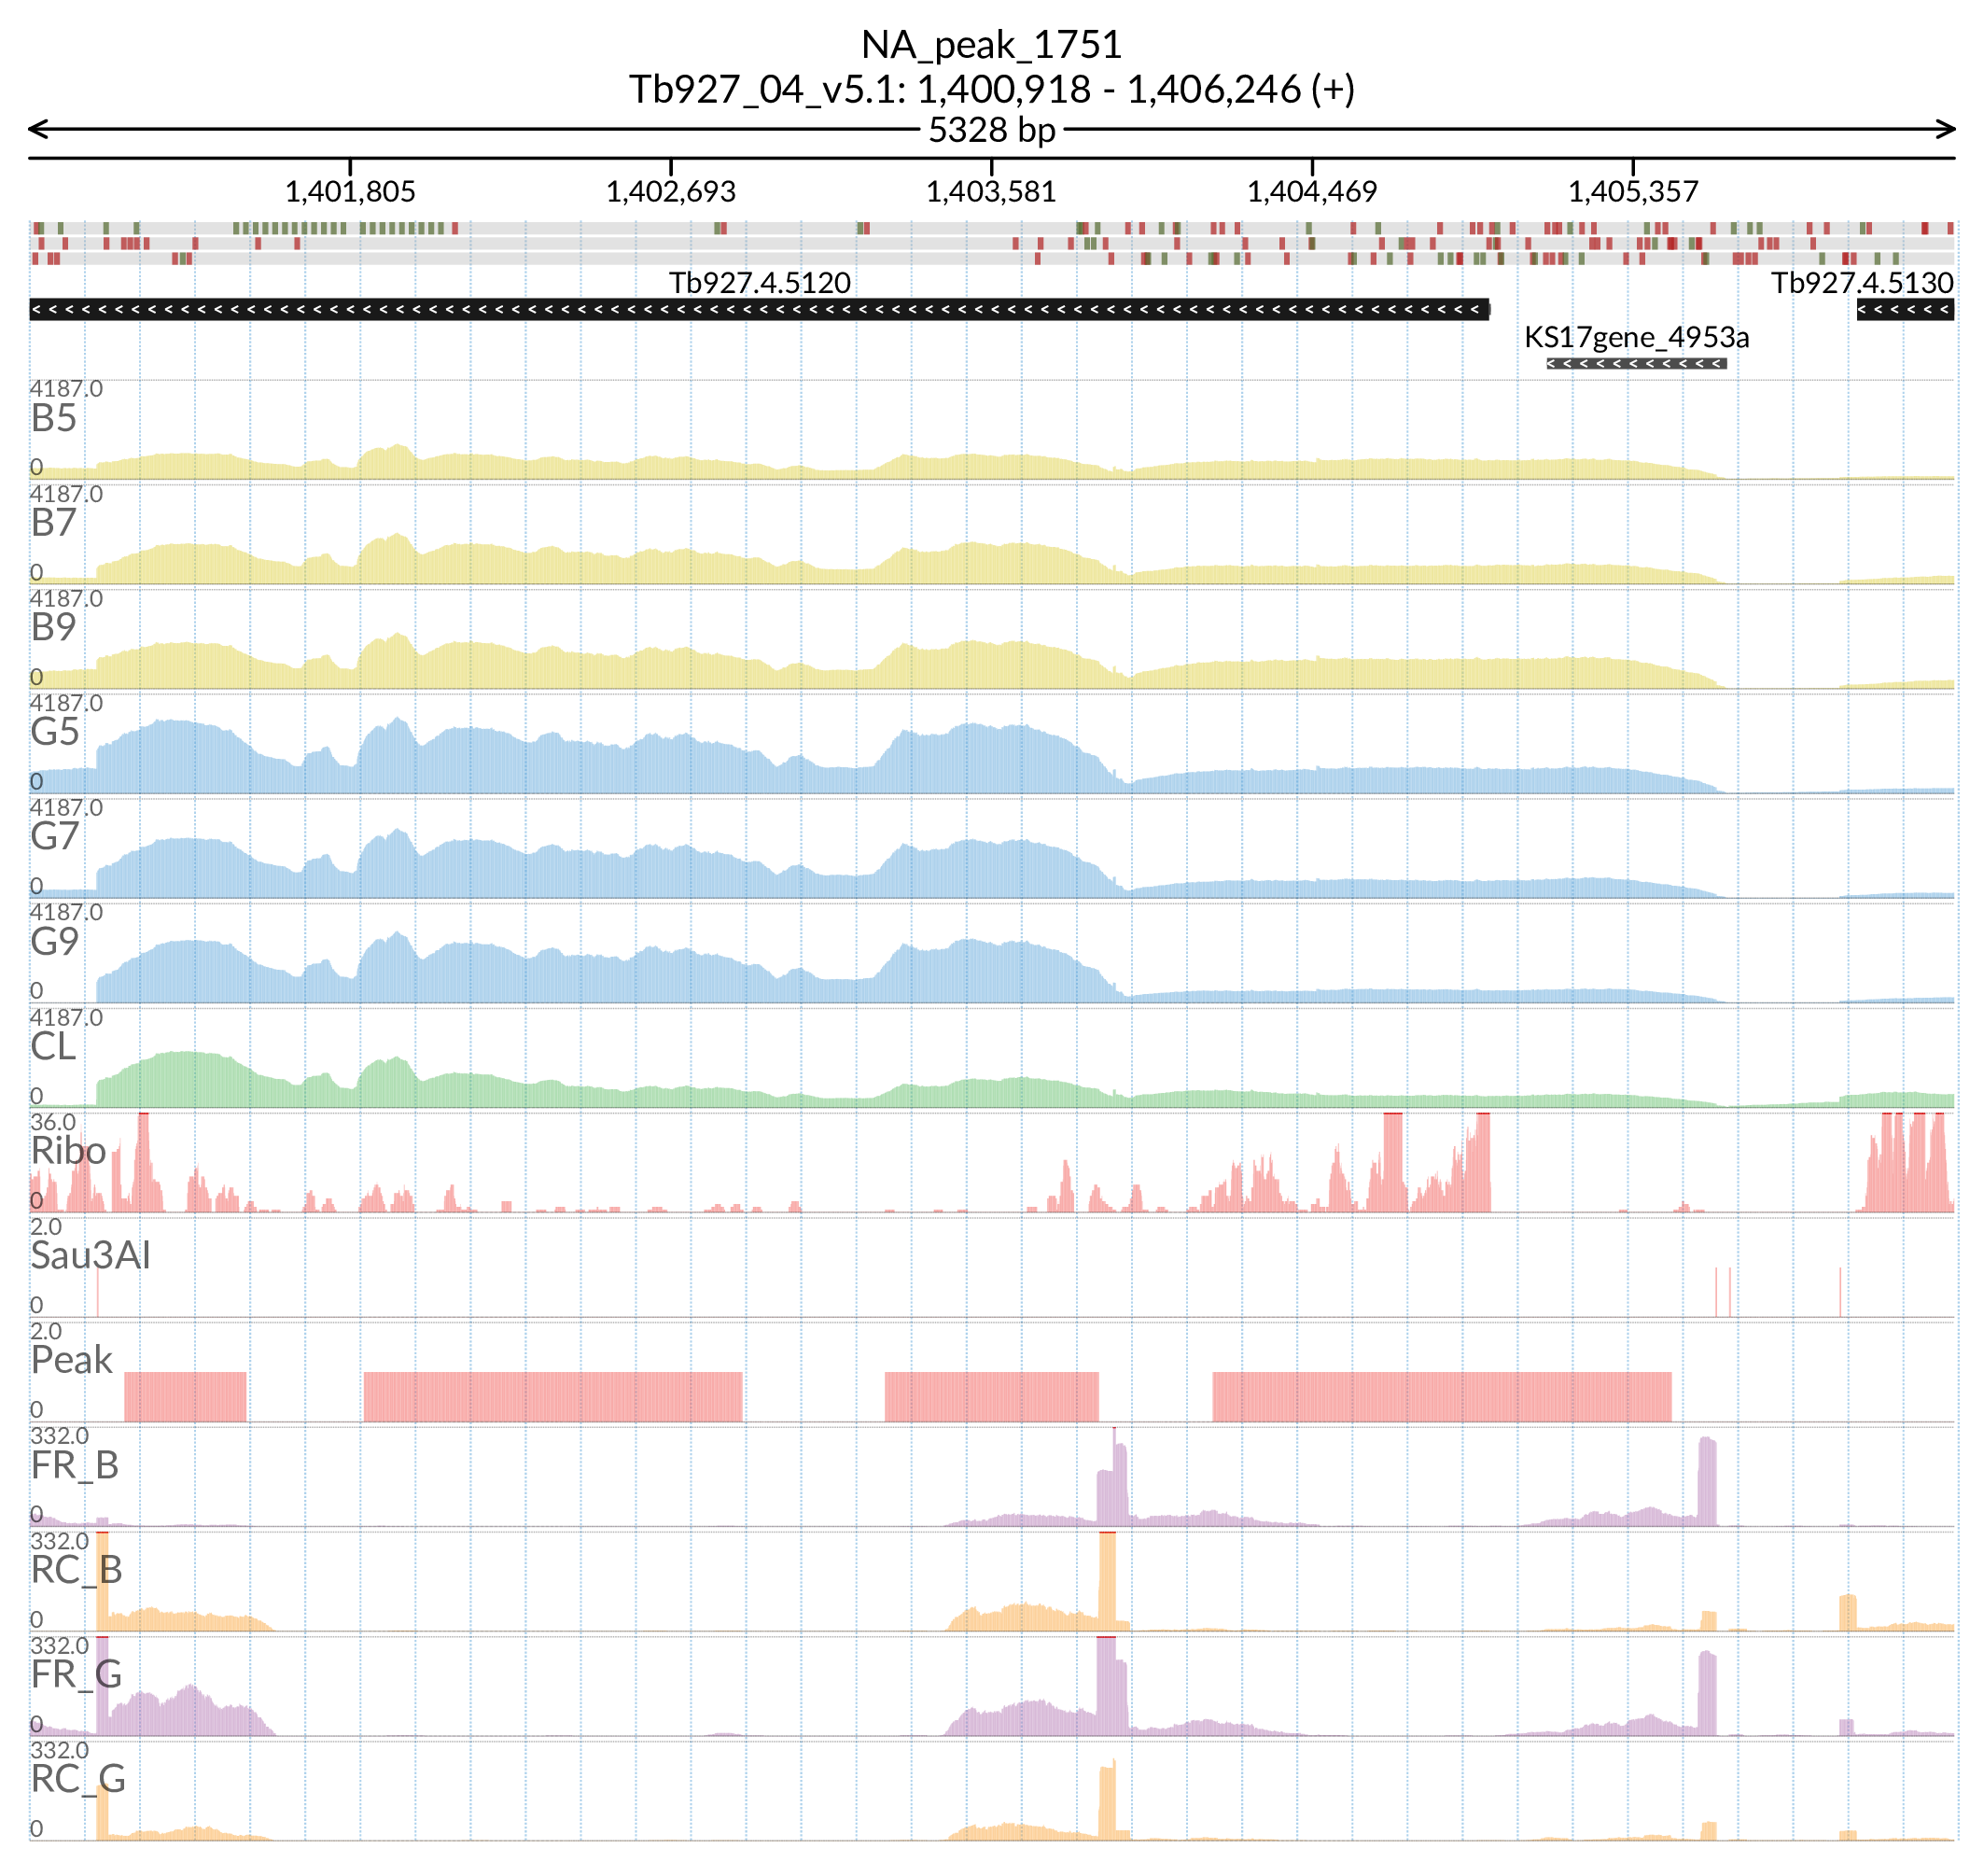 NA_peak_1751
Tb927_04_v5.1: 1,400,918 - 1,406,246 (+)
5328 bp
1,401,805 1,402,693 1,403,581 1,404,469 1,405,357
Tb927.4.5120 Tb927.4.5130
KS17gene_4953a
4187.0
B5
0
4187.0
B7
0
4187.0
B9
0
4187.0
G5
0
4187.0
G7
0
4187.0
G9
0
4187.0
CL
0
36.0
Ribo
0
2.0
Sau3AI
0
2.0
Peak
0
332.0
FR_B
0
332.0
RC_B
0
332.0
FR_G
0
332.0
RC_G
0